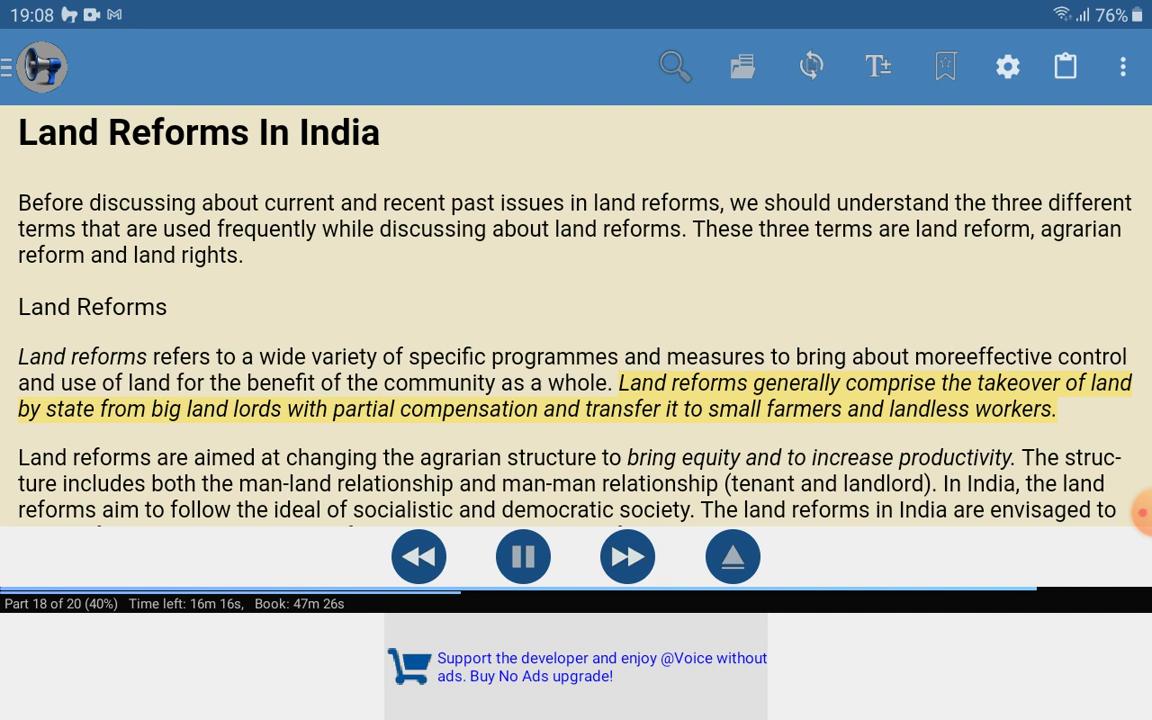 19:08
76%
Land Reforms In India
Before discussing about current and recent past issues in land reforms, we should understand the three different
terms that are used frequently while discussing about land reforms. These three terms are land reform, agrarian
reform and land rights.
Land Reforms
Land reforms refers to a wide variety of specific programmes and measures to bring about moreeffective control
and use of land for the benefit of the community as a whole. Land reforms generally comprise the takeover of land
by state from big land lords with partial compensation and transfer it to small farmers and landless workers.
Land reforms are aimed at changing the agrarian structure to bring equity and to increase productivity. The struc-
ture includes both the man-land relationship and man-man relationship (tenant and landlord). In India, the land
reforms aim to follow the ideal of socialistic and democratic society. The land reforms in India are envisaged to
Part 18 of 20 (40%) Time left: 16m 16s, Book: 47m 26s
Support the developer and enjoy @Voice without
ads. Buy No Ads upgrade!